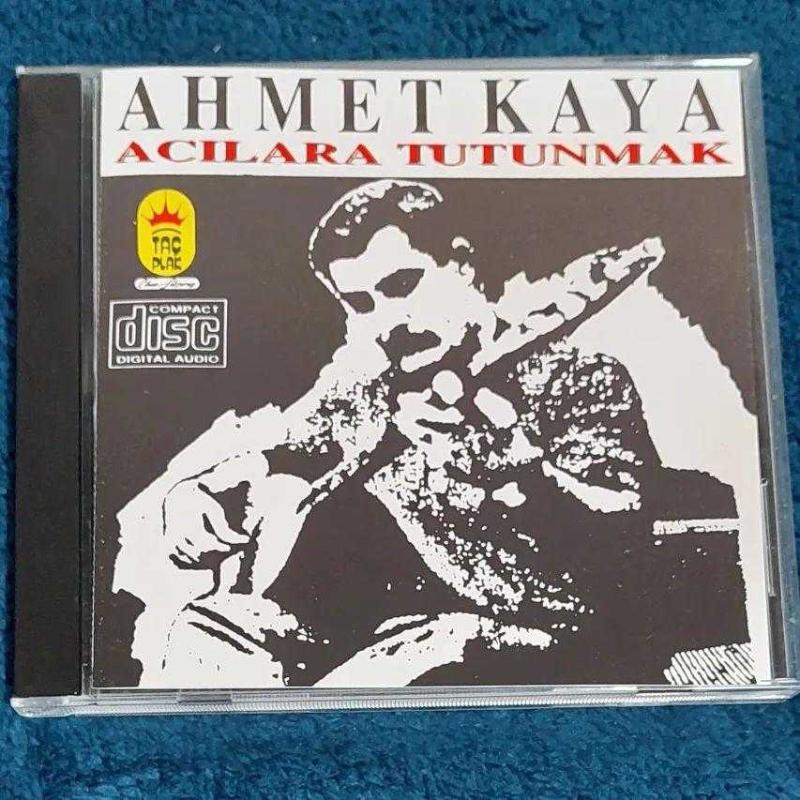 AHMET KAYA
ACILARA TUTUNMAK
TAÇ
PLAK
COMPACT
disc
DIGITAL AUDIO